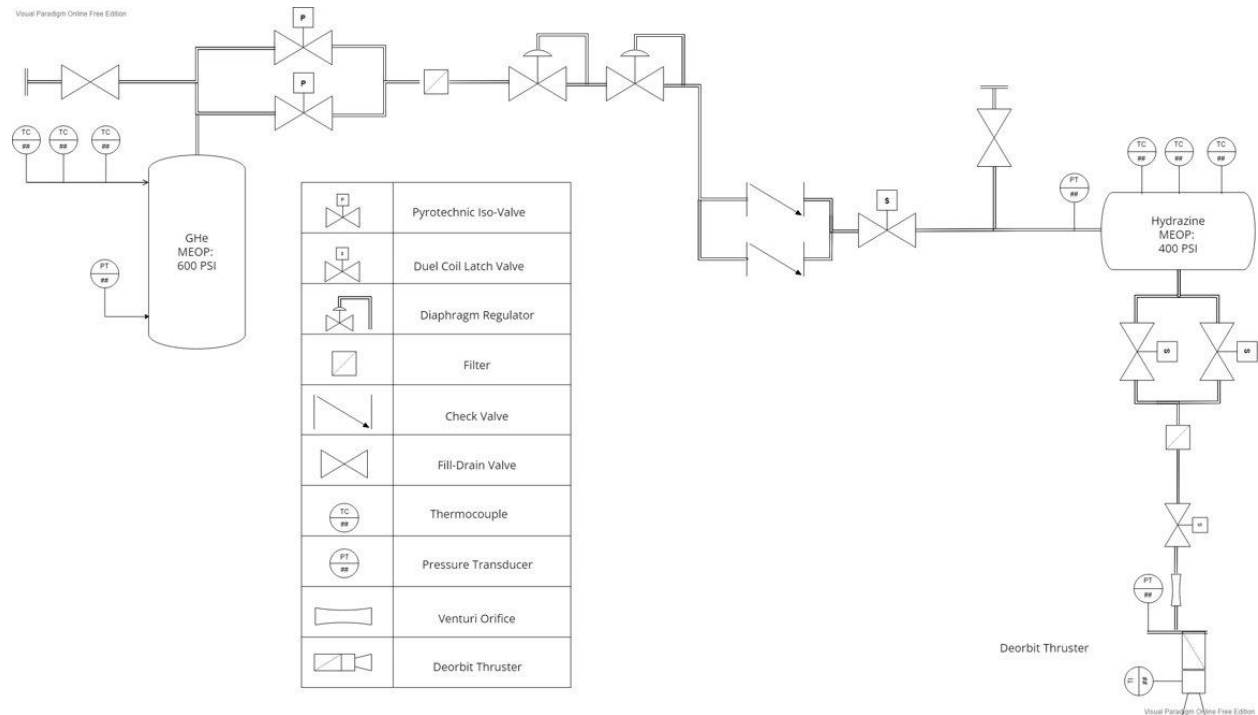 Visual Paradigm Online Free Edition
P
P
TC
##
TC
##
TC
##
GHe
MEOP:
600 PSI
PT
##
P
Pyrotechnic Iso-Valve
S
Duel Coil Latch Valve
Diaphragm Regulator
Filter
Check Valve
Fill-Drain Valve
TC
##
Thermocouple
PT
##
Pressure Transducer
Venturi Orifice
Deorbit Thruster
S
PT
##
TC
##
TC
##
TC
##
Hydrazine
MEOP:
400 PSI
S
S
S
PT
##
Deorbit Thruster
TI
##
Visual Paradigm Online Free Edition